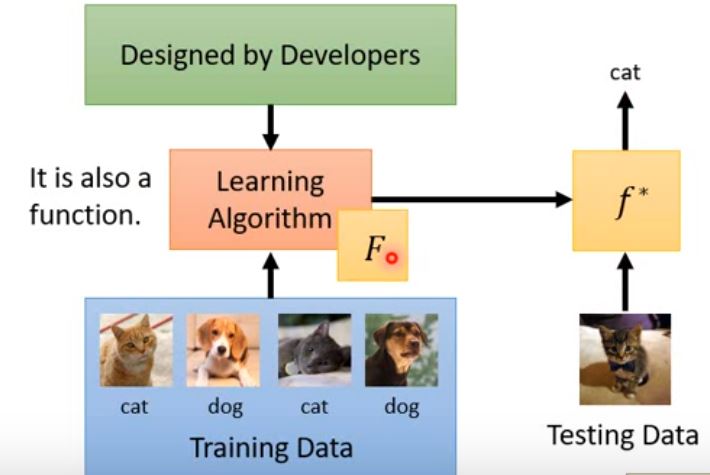 Designed by Developers
It is also a
function.
Learning
Algorithm
F
cat
f*
cat
dog
cat
dog
Training Data
Testing Data